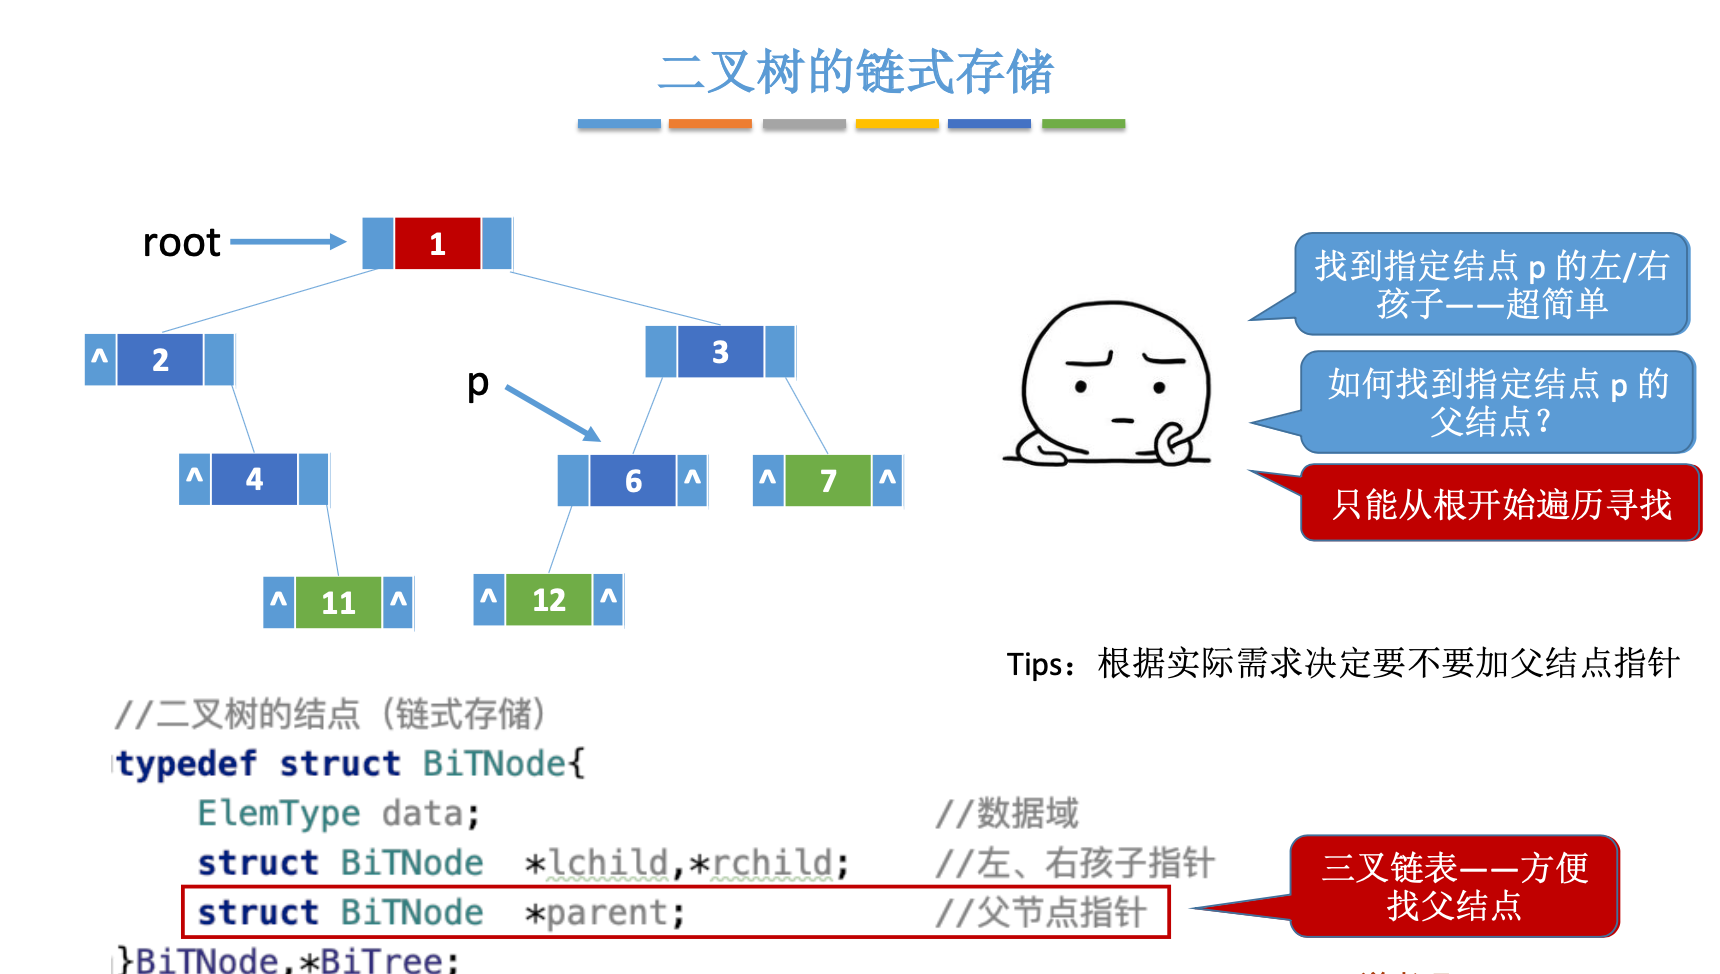 二叉树的链式存储
root
1
^ 2
3
p
^ 4
6 ^
^ 7 ^
^ 11 ^
^ 12 ^
找到指定结点 p 的左/右
孩子——超简单
如何找到指定结点 p 的
父结点？
只能从根开始遍历寻找
Tips：根据实际需求决定要不要加父结点指针
//二叉树的结点（链式存储）
typedef struct BiTNode{
ElemType data; //数据域
struct BiTNode *lchild,*rchild; //左、右孩子指针
struct BiTNode *parent; //父节点指针
}BiTNode,*BiTree;
三叉链表——方便
找父结点